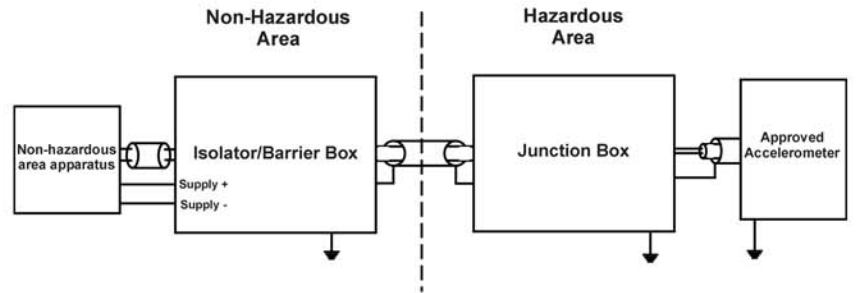 Non-Hazardous
Area
Hazardous
Area
Non-hazardous
area apparatus
Isolator/Barrier Box
Supply +
Supply -
Junction Box
Approved
Accelerometer